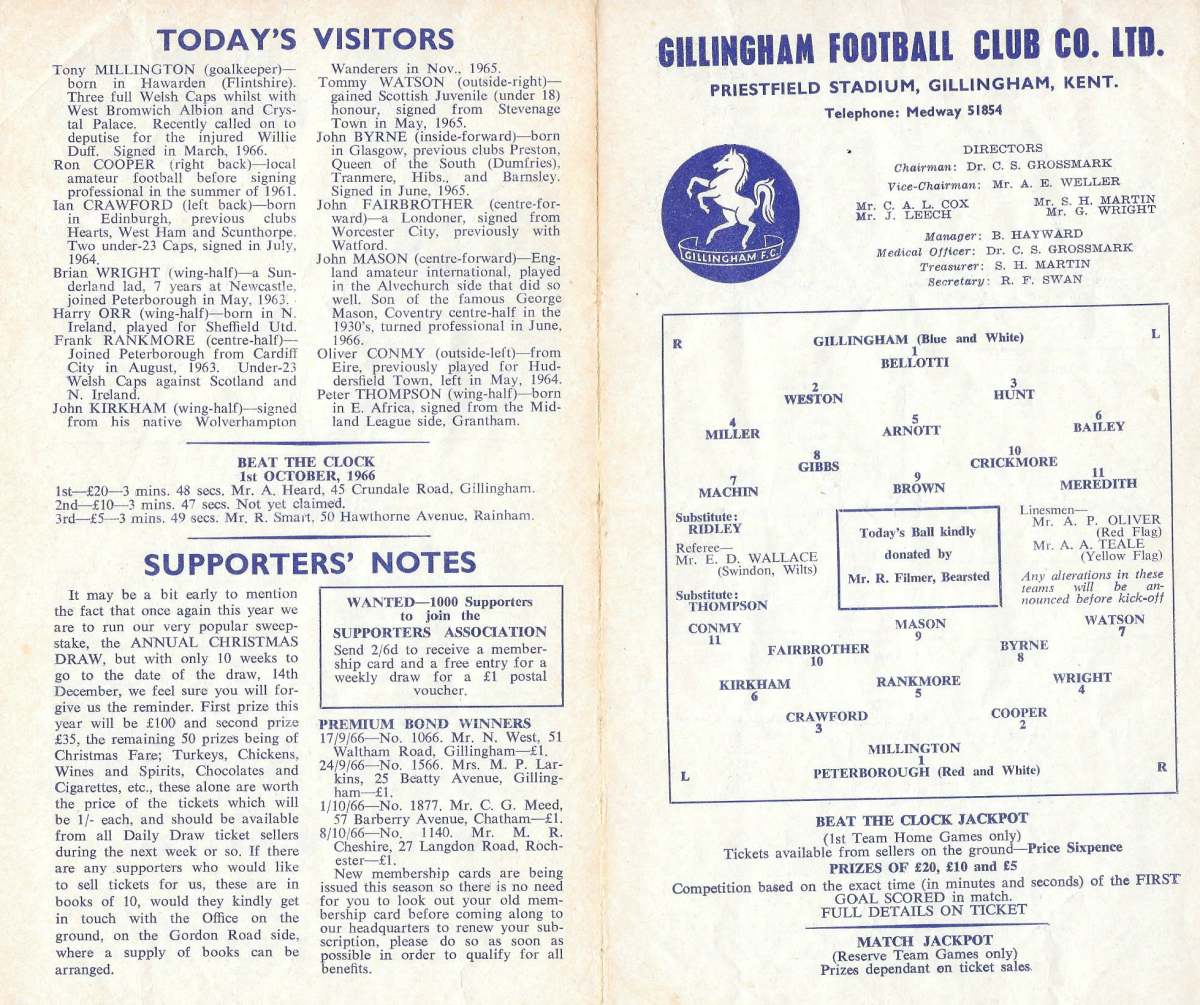 TODAY'S VISITORS
Tony MILLINGTON (goalkeeper)—
born in Hawarden (Flintshire).
Three full Welsh Caps whilst with
West Bromwich Albion and Crys-
tal Palace. Recently called on to
deputise for the injured Willie
Duff. Signed in March, 1966.
Ron COOPER (right back)—local
amateur football before signing
professional in the summer of 1961.
Ian CRAWFORD (left back)—born
in Edinburgh, previous clubs
Hearts, West Ham and Scunthorpe.
Two under-23 Caps, signed in July,
1964.
Brian WRIGHT (wing-half)—a Sun-
derland lad, 7 years at Newcastle,
joined Peterborough in May, 1963.
Harry ORR (wing-half)—born in N.
Ireland, played for Sheffield Utd.
Frank RANKMORE (centre-half)—
Joined Peterborough from Cardiff
City in August, 1963. Under-23
Welsh Caps against Scotland and
N. Ireland.
John KIRKHAM (wing-half)—signed
from his native Wolverhampton
Wanderers in Nov., 1965.
Tommy WATSON (outside-right)—
gained Scottish Juvenile (under 18)
honour, signed from Stevenage
Town in May, 1965.
John BYRNE (inside-forward)—born
in Glasgow, previous clubs Preston,
Queen of the South (Dumfries),
Tranmere, Hibs., and Barnsley.
Signed in June, 1965.
John FAIRBROTHER (centre-for-
ward)—a Londoner, signed from
Worcester City, previously with
Watford.
John MASON (centre-forward)—Eng-
land amateur international, played
in the Alvechurch side that did so
well. Son of the famous George
Mason, Coventry centre-half in the
1930's, turned professional in June,
1966.
Oliver CONMY (outside-left)—from
Eire, previously played for Hud-
dersfield Town, left in May, 1964.
Peter THOMPSON (wing-half)—born
in E. Africa, signed from the Mid-
land League side, Grantham.
BEAT THE CLOCK
1st OCTOBER, 1966
1st—£20—3 mins. 48 secs. Mr. A. Heard, 45 Crundale Road, Gillingham.
2nd—£10—3 mins. 47 secs. Not yet claimed.
3rd—£5—3 mins. 49 secs. Mr. R. Smart, 50 Hawthorne Avenue, Rainham.
SUPPORTERS' NOTES
It may be a bit early to mention
the fact that once again this year we
are to run our very popular sweep-
stake, the ANNUAL CHRISTMAS
DRAW, but with only 10 weeks to
go to the date of the draw, 14th
December, we feel sure you will for-
give us the reminder. First prize this
year will be £100 and second prize
£35, the remaining 50 prizes being of
Christmas Fare; Turkeys, Chickens,
Wines and Spirits, Chocolates and
Cigarettes, etc., these alone are worth
the price of the tickets which will
be 1/- each, and should be available
from all Daily Draw ticket sellers
during the next week or so. If there
are any supporters who would like
to sell tickets for us, these are in
books of 10, would they kindly get
in touch with the Office on the
ground, on the Gordon Road side,
where a supply of books can be
arranged.
WANTED—1000 Supporters
to join the
SUPPORTERS ASSOCIATION
Send 2/6d to receive a member-
ship card and a free entry for a
weekly draw for a £1 postal
voucher.
PREMIUM BOND WINNERS
17/9/66—No. 1066. Mr. N. West, 51
Waltham Road, Gillingham—£1.
24/9/66—No. 1566. Mrs. M. P. Lar-
kins, 25 Beatty Avenue, Gilling-
ham—£1.
1/10/66—No. 1877. Mr. C. G. Meed,
57 Barberry Avenue, Chatham—£1.
8/10/66—No. 1140. Mr. M. R.
Cheshire, 27 Langdon Road, Roch-
ester—£1.
New membership cards are being
issued this season so there is no need
for you to look out your old mem-
bership card before coming along to
our headquarters to renew your sub-
scription, please do so as soon as
possible in order to qualify for all
benefits.
GILLINGHAM FOOTBALL CLUB CO. LTD.
PRIESTFIELD STADIUM, GILLINGHAM, KENT.
Telephone: Medway 51854
GILLINGHAM F.C.
DIRECTORS
Chairman: Dr. C. S. GROSSMARK
Vice-Chairman: Mr. A. E. WELLER
Mr. C. A. L. COX Mr. S. H. MARTIN
Mr. J. LEECH Mr. G. WRIGHT
Manager: B. HAYWARD
Medical Officer: Dr. C. S. GROSSMARK
Treasurer: S. H. MARTIN
Secretary: R. F. SWAN
R GILLINGHAM (Blue and White) L
1
BELLOTTI
2 3
WESTON HUNT
4 5 6
MILLER ARNOTT BAILEY
8 10
GIBBS CRICKMORE
7 9 11
MACHIN BROWN MEREDITH
Substitute:
RIDLEY
Referee—
Mr. E. D. WALLACE
(Swindon, Wilts)
Substitute:
THOMPSON
Today's Ball kindly
donated by
Mr. R. Filmer, Bearsted
Linesmen—
Mr. A. P. OLIVER
(Red Flag)
Mr. A. A. TEALE
(Yellow Flag)
Any alterations in these
teams will be an-
nounced before kick-off
CONMY MASON WATSON
11 9 7
FAIRBROTHER BYRNE
10 8
KIRKHAM RANKMORE WRIGHT
6 5 4
CRAWFORD COOPER
3 2
MILLINGTON
1
L PETERBOROUGH (Red and White) R
BEAT THE CLOCK JACKPOT
(1st Team Home Games only)
Tickets available from sellers on the ground—Price Sixpence
PRIZES OF £20, £10 and £5
Competition based on the exact time (in minutes and seconds) of the FIRST
GOAL SCORED in match.
FULL DETAILS ON TICKET
MATCH JACKPOT
(Reserve Team Games only)
Prizes dependant on ticket sales.